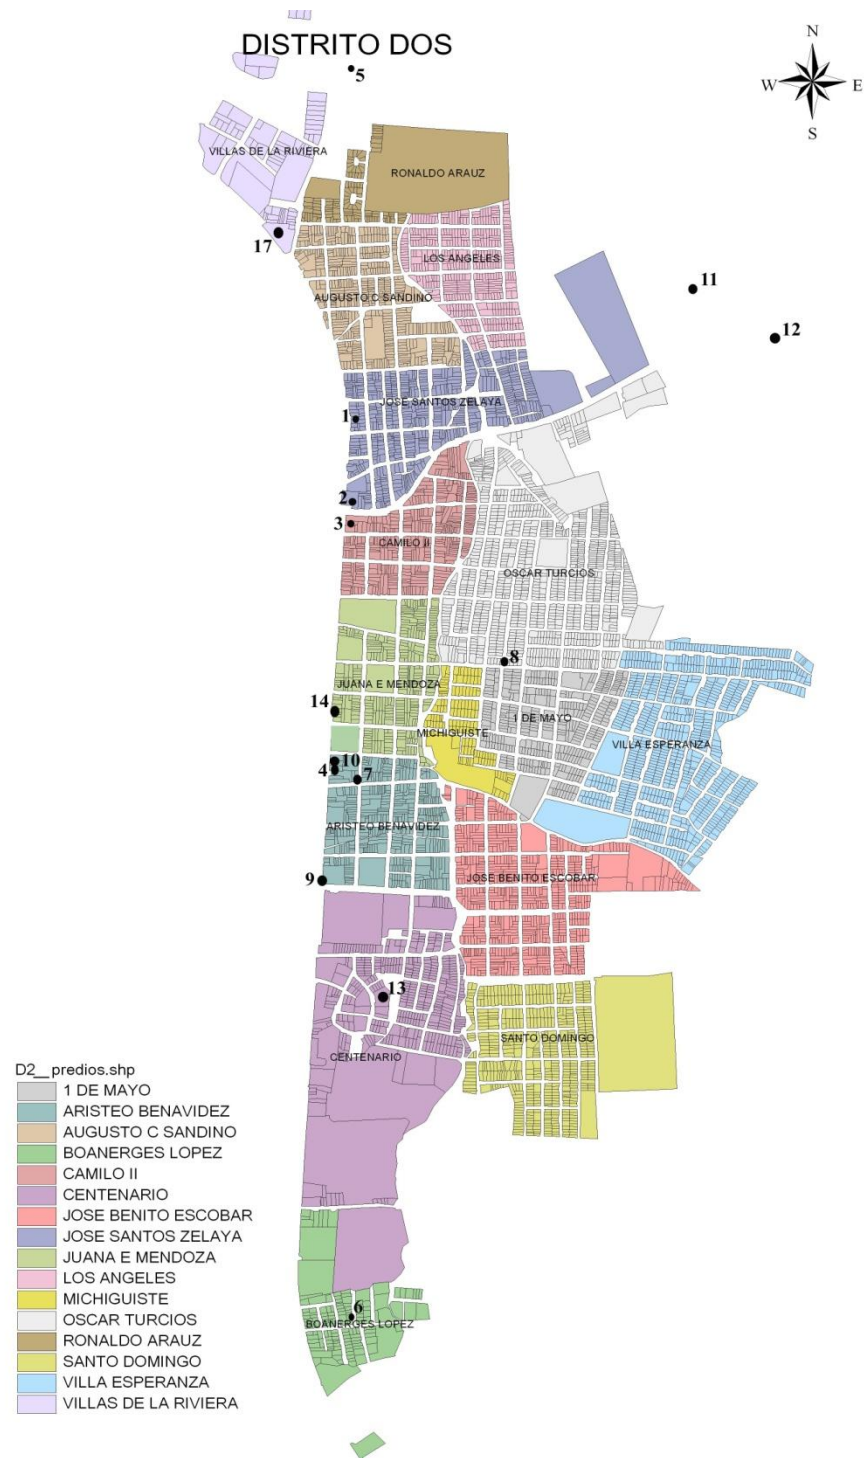 DISTRITO DOS
N
W E
S
5
VILLAS DE LA RIVIERA
RONALDO ARAUZ
17
LOS ANGELES
11
AUGUSTO C SANDINO
12
JOSE SANTOS ZELAYA
1
2
3
CAMILO II
OSCAR TURCIOS
8
JUANA E MENDOZA
14
1 DE MAYO
MICHIGUISTE
VILLA ESPERANZA
10
4
7
ARISTEO BENAVIDEZ
9
JOSE BENITO ESCOBAR
13
SANTO DOMINGO
CENTENARIO
D2__predios.shp
1 DE MAYO
ARISTEO BENAVIDEZ
AUGUSTO C SANDINO
BOANERGES LOPEZ
CAMILO II
CENTENARIO
JOSE BENITO ESCOBAR
JOSE SANTOS ZELAYA
JUANA E MENDOZA
LOS ANGELES
MICHIGUISTE
OSCAR TURCIOS
RONALDO ARAUZ
SANTO DOMINGO
VILLA ESPERANZA
VILLAS DE LA RIVIERA
6
BOANERGES LOPEZ